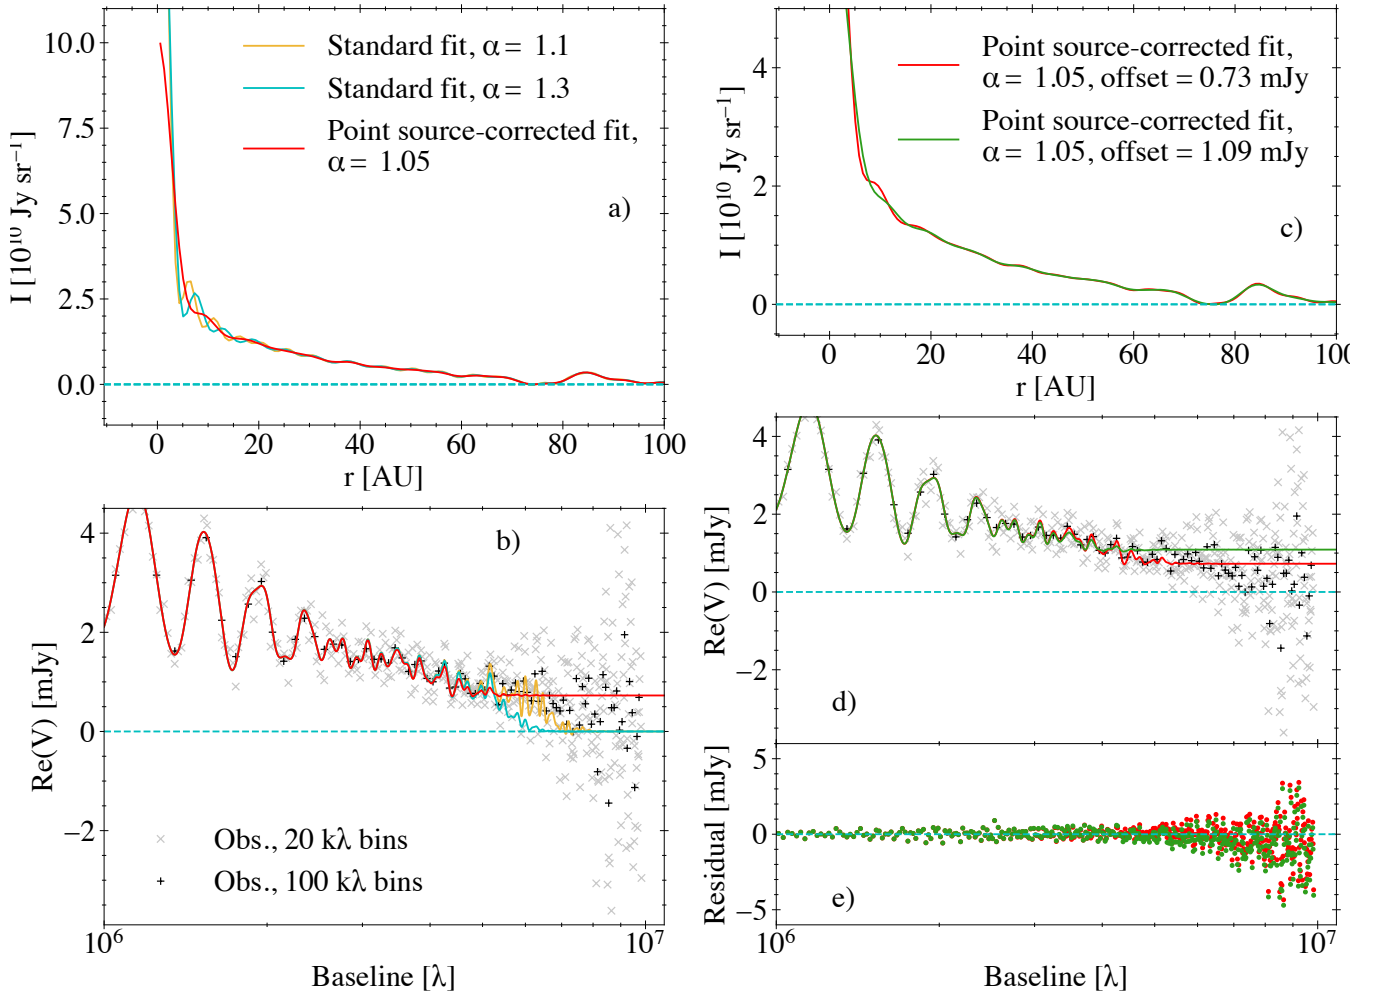 10.0
7.5
5.0
2.5
0.0
I [10¹⁰ Jy sr⁻¹]
Standard fit, α = 1.1
Standard fit, α = 1.3
Point source-corrected fit,
α = 1.05
a)
0
20
40
60
80
100
r [AU]
4
2
0
−2
Re(V) [mJy]
b)
Obs., 20 kλ bins
Obs., 100 kλ bins
10⁶
10⁷
Baseline [λ]
4
2
0
I [10¹⁰ Jy sr⁻¹]
Point source-corrected fit,
α = 1.05, offset = 0.73 mJy
Point source-corrected fit,
α = 1.05, offset = 1.09 mJy
c)
0
20
40
60
80
100
r [AU]
4
2
0
−2
Re(V) [mJy]
d)
5
0
−5
Residual [mJy]
e)
10⁶
10⁷
Baseline [λ]